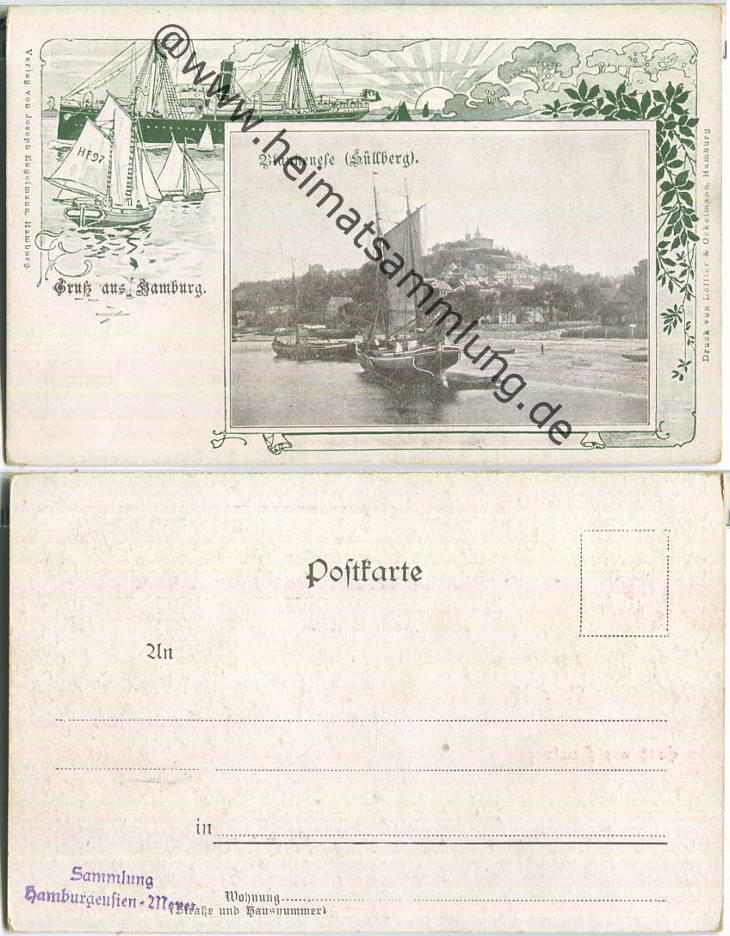 Verlag von Joseph Engelmann, Hamburg
HF97
@www.heimatsammlung.de
Blankenese (Süllberg).
Gruß aus Hamburg.
Druck von Löffler & Ockelmann, Hamburg.
Poſtkarte
An
in
Sammlung
Hamburgensien-Meyer
Wohnung
(Straße und Hausnummer)